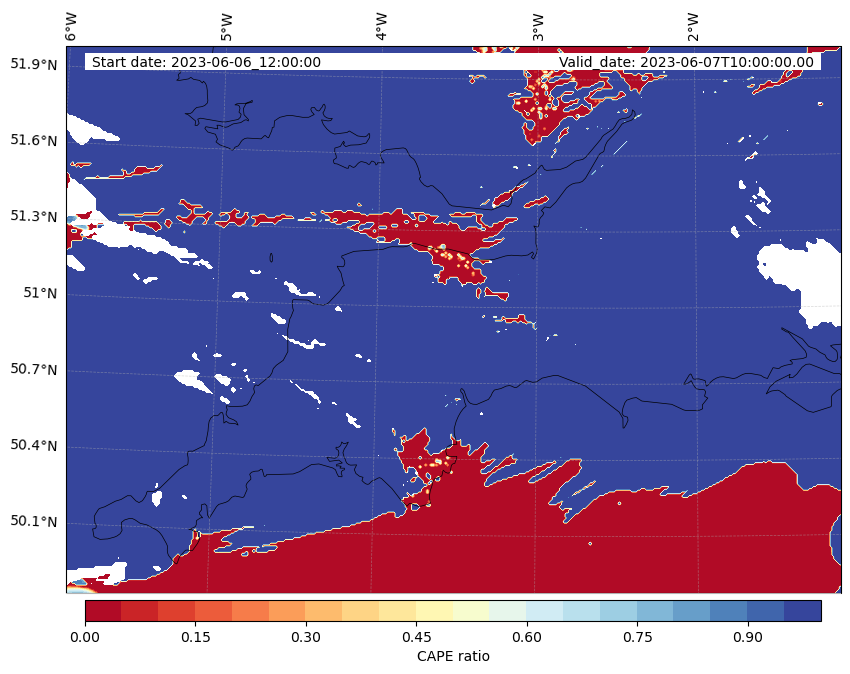 6°W 5°W 4°W 3°W 2°W
Start date: 2023-06-06_12:00:00 Valid_date: 2023-06-07T10:00:00.00
51.9°N
51.6°N
51.3°N
51°N
50.7°N
50.4°N
50.1°N
0.00 0.15 0.30 0.45 0.60 0.75 0.90
CAPE ratio